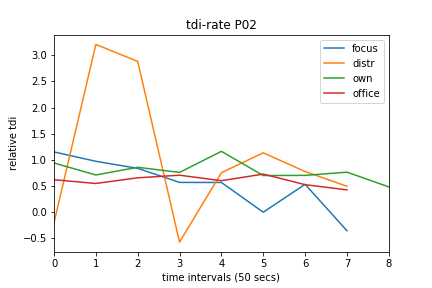 tdi-rate P02
focus
distr
own
office
relative tdi
3.0
2.5
2.0
1.5
1.0
0.5
0.0
−0.5
0 1 2 3 4 5 6 7 8
time intervals (50 secs)